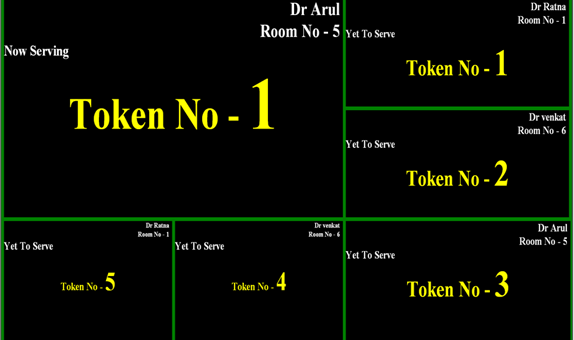 Dr Arul
Room No - 5
Now Serving
Token No - 1
Dr Ratna
Room No - 1
Yet To Serve
Token No - 1
Dr venkat
Room No - 6
Yet To Serve
Token No - 2
Dr Ratna
Room No - 1
Yet To Serve
Token No - 5
Dr venkat
Room No - 6
Yet To Serve
Token No - 4
Dr Arul
Room No - 5
Yet To Serve
Token No - 3